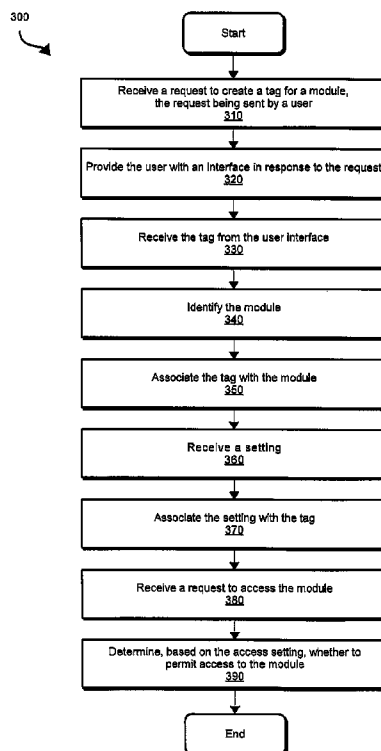 300
Start
Receive a request to create a tag for a module,
the request being sent by a user
310
Provide the user with an interface in response to the request
320
Receive the tag from the user interface
330
Identify the module
340
Associate the tag with the module
350
Receive a setting
360
Associate the setting with the tag
370
Receive a request to access the module
380
Determine, based on the access setting, whether to
permit access to the module
390
End